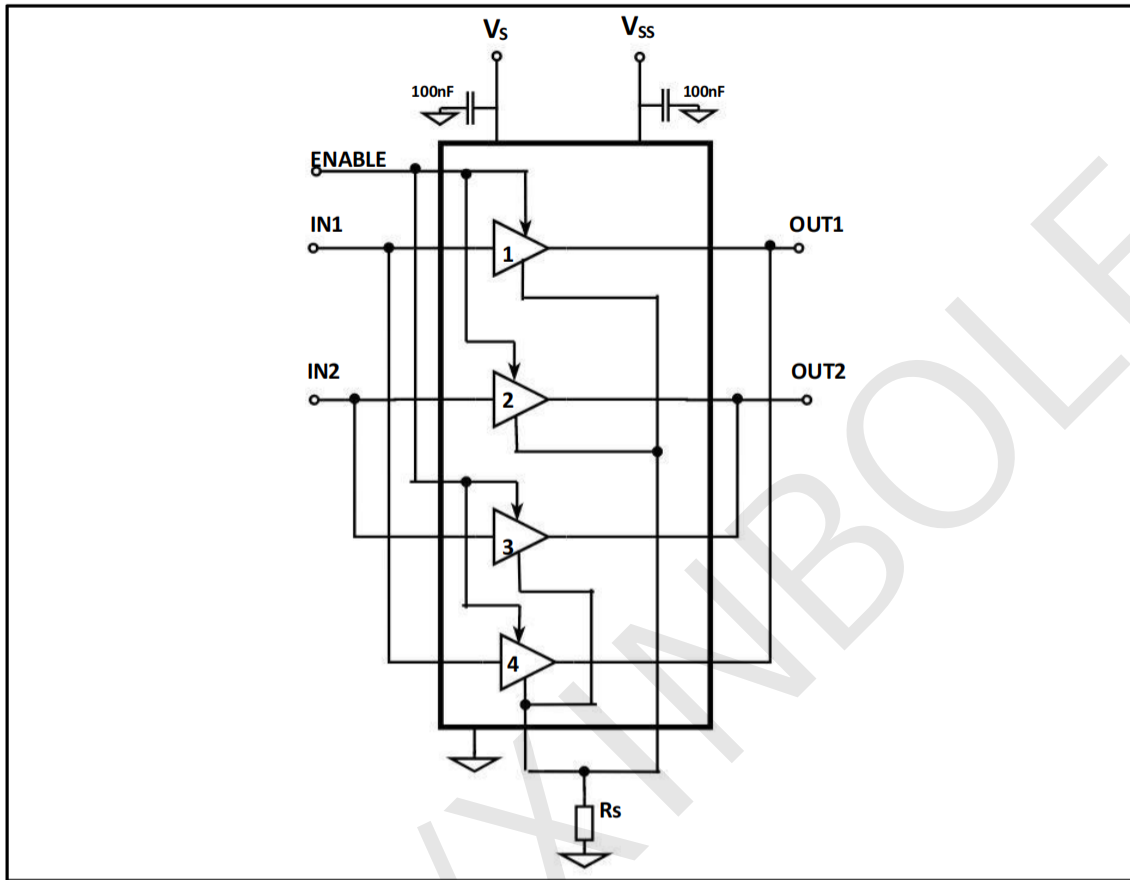 VS
VSS
100nF
100nF
ENABLE
IN1
OUT1
1
IN2
OUT2
2
3
4
Rs
XINBOLE